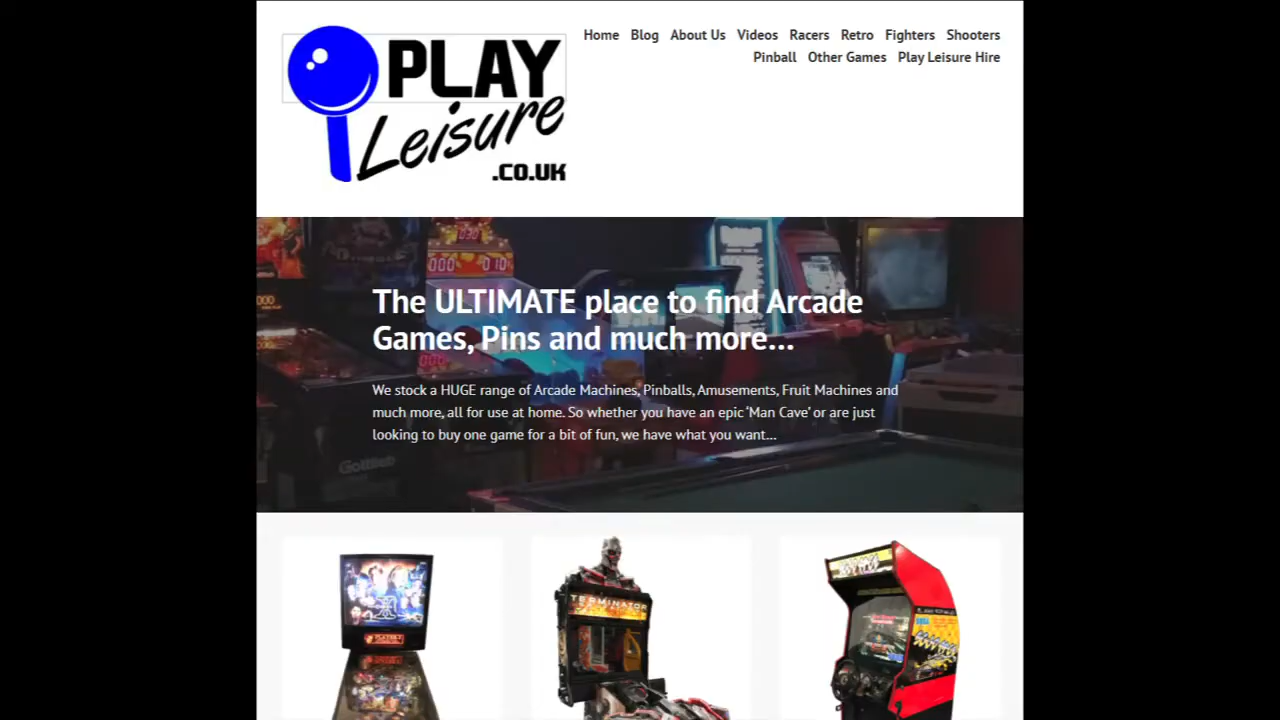 PLAY
Leisure
.CO.UK
Home Blog About Us Videos Racers Retro Fighters Shooters
Pinball Other Games Play Leisure Hire
The ULTIMATE place to find Arcade
Games, Pins and much more...
We stock a HUGE range of Arcade Machines, Pinballs, Amusements, Fruit Machines and
much more, all for use at home. So whether you have an epic ‘Man Cave’ or are just
looking to buy one game for a bit of fun, we have what you want...
Gottlieb
TERMINATOR
SEGA